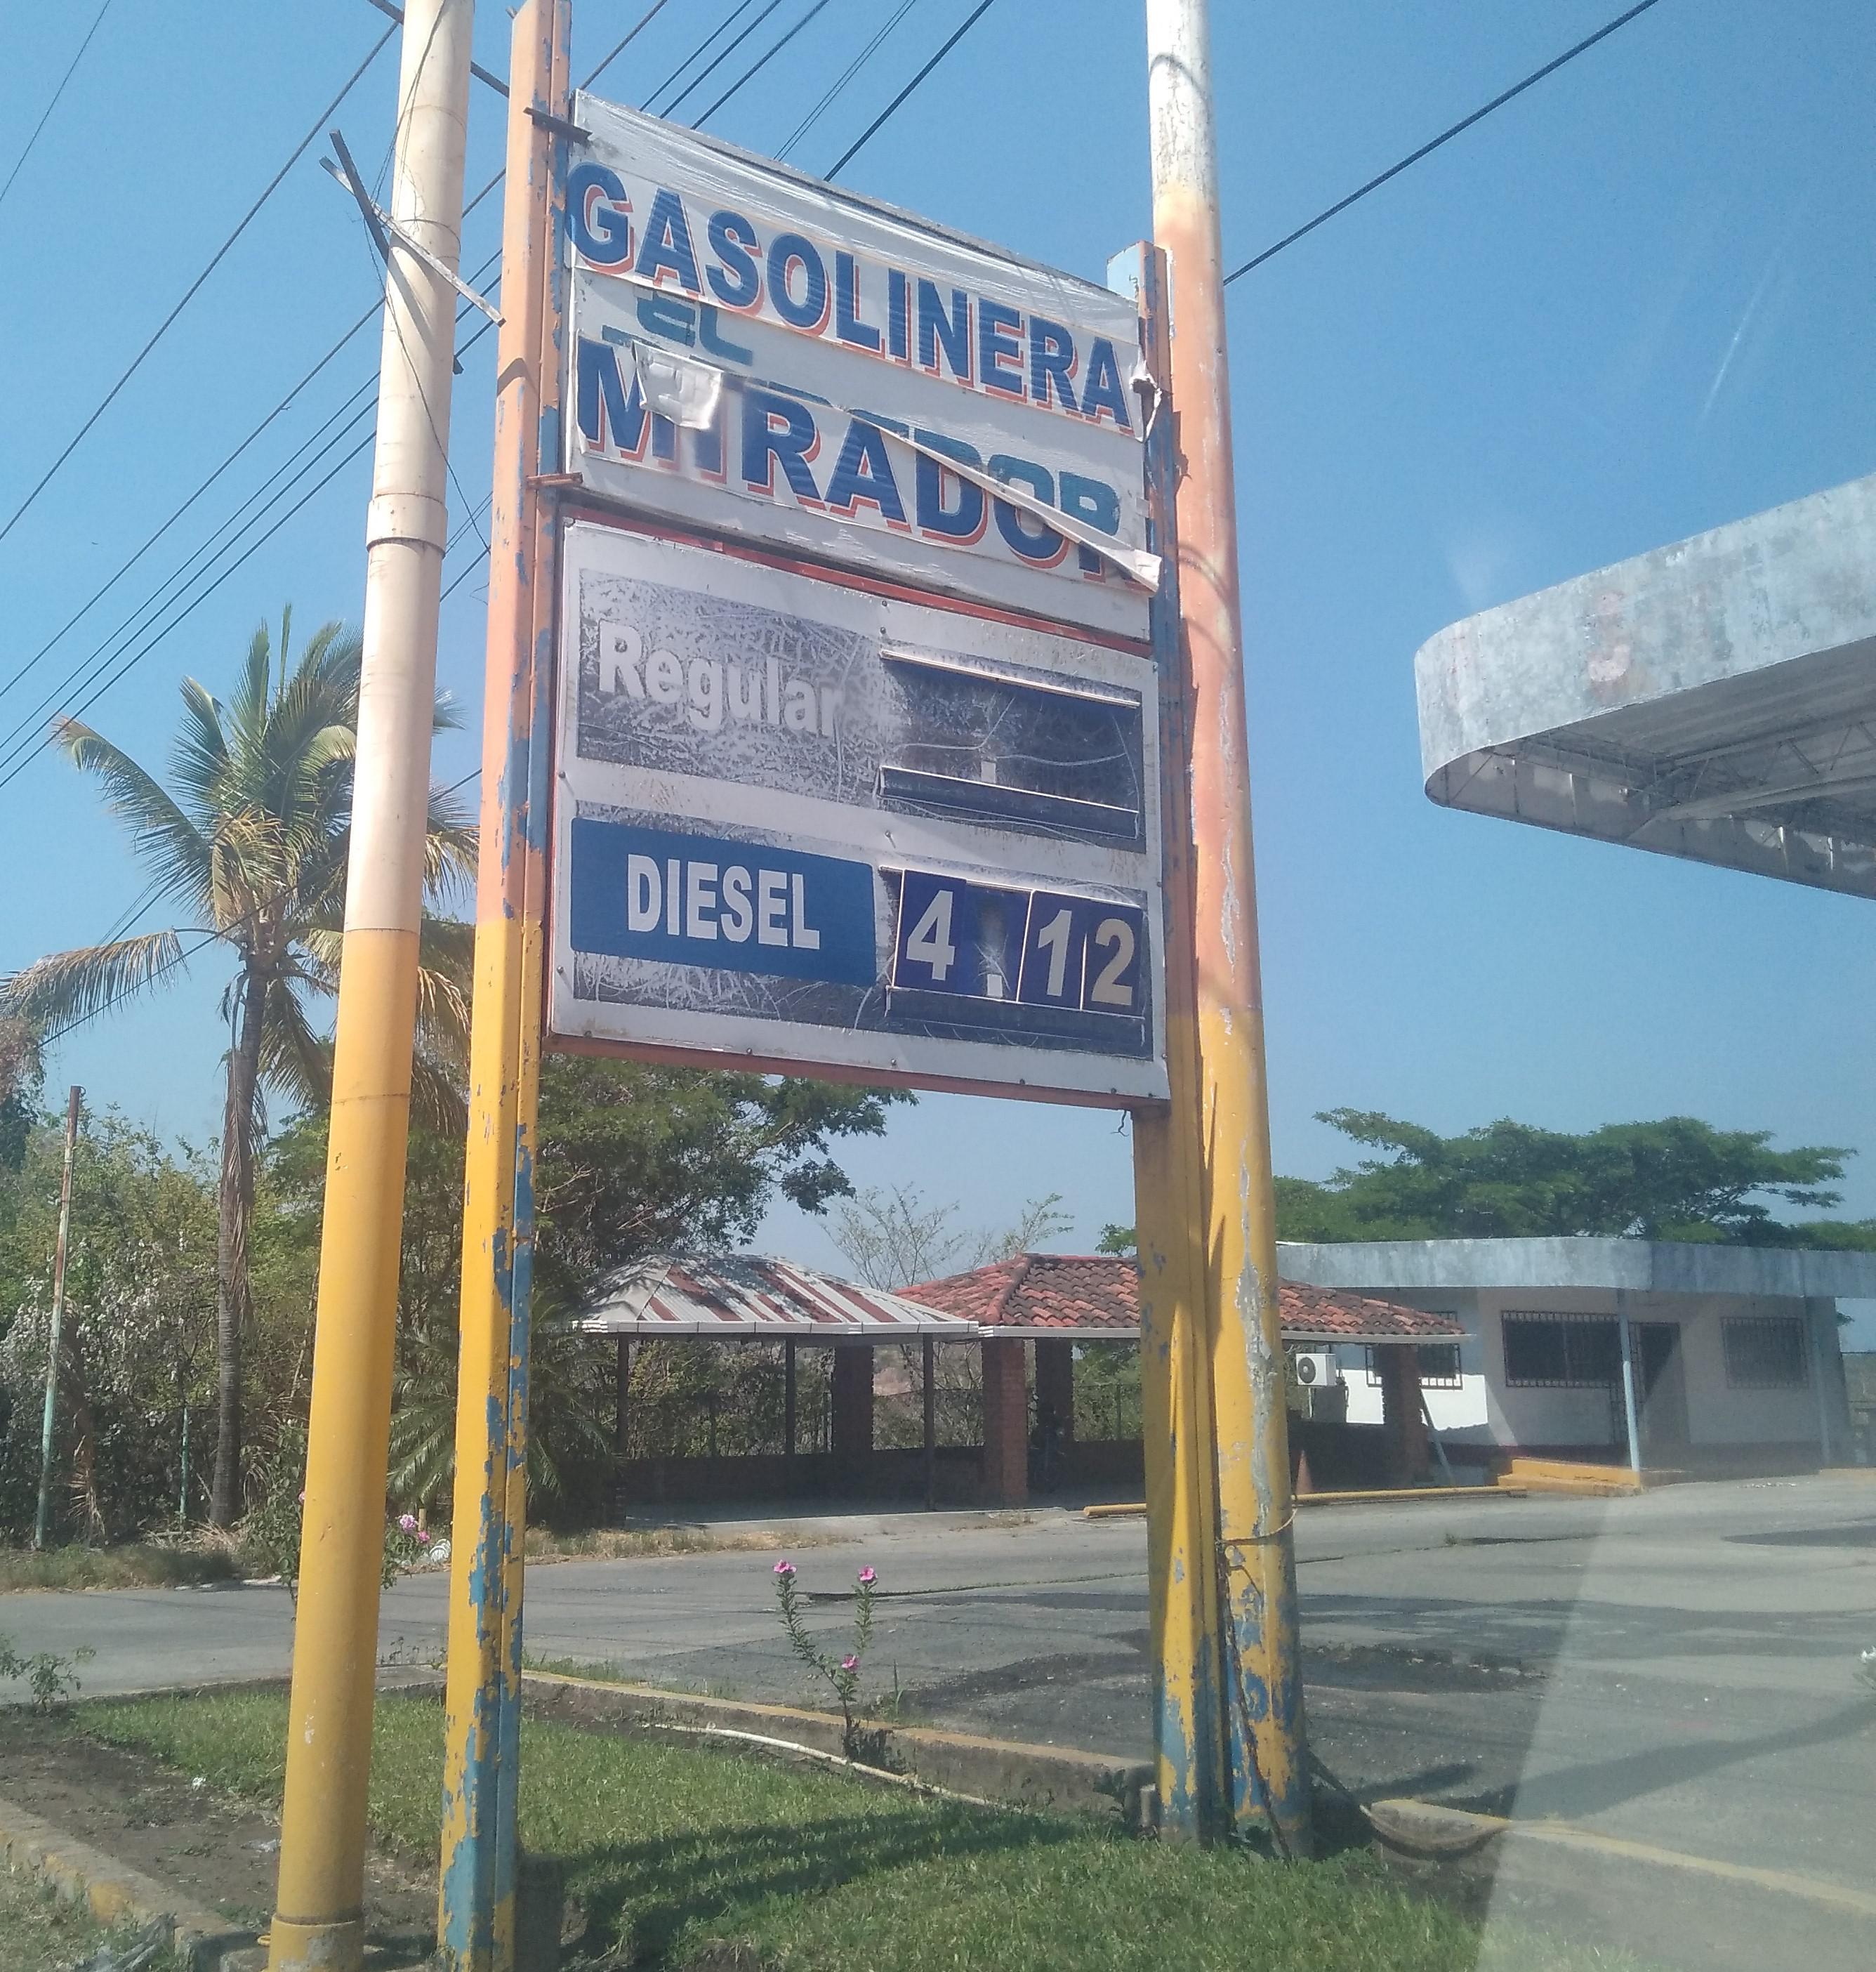 GASOLINERA
EL
MIRADOR
Regular
DIESEL 4.12